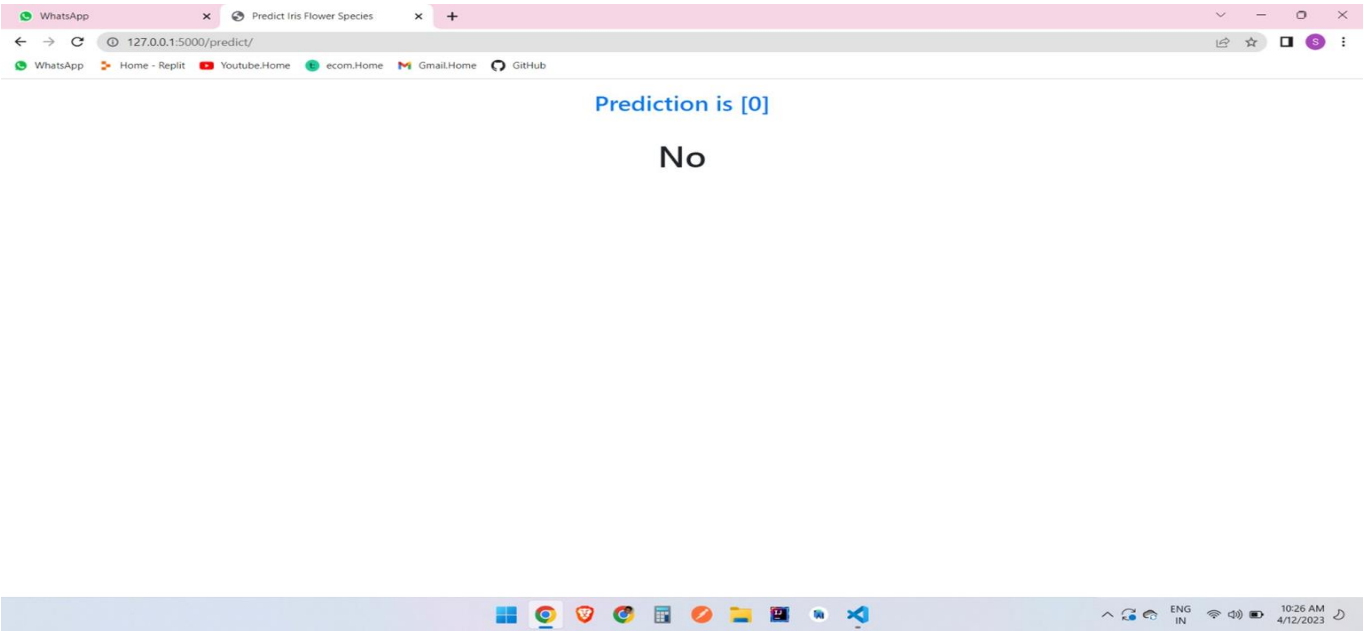 WhatsApp Predict Iris Flower Species
127.0.0.1:5000/predict/ S
WhatsApp Home - Replit Youtube.Home ecom.Home Gmail.Home GitHub
Prediction is [0]
No
ENG 10:26 AM
IN 4/12/2023